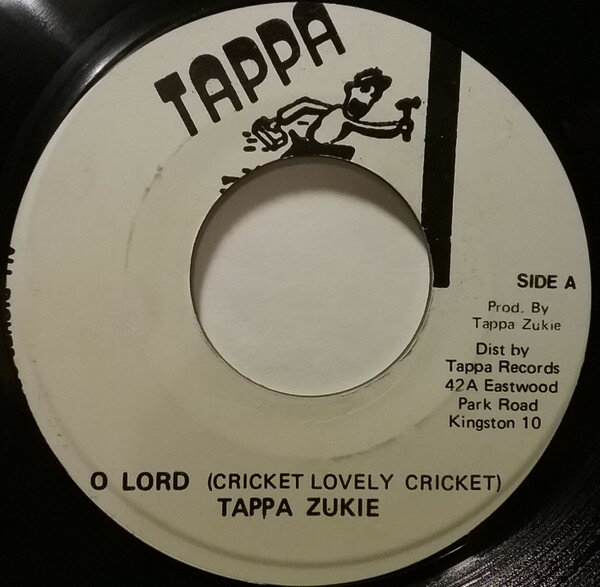 TAPPA
SIDE A
Prod. By
Tappa Zukie
Dist by
Tappa Records
42A Eastwood
Park Road
Kingston 10
O LORD (CRICKET LOVELY CRICKET)
TAPPA ZUKIE